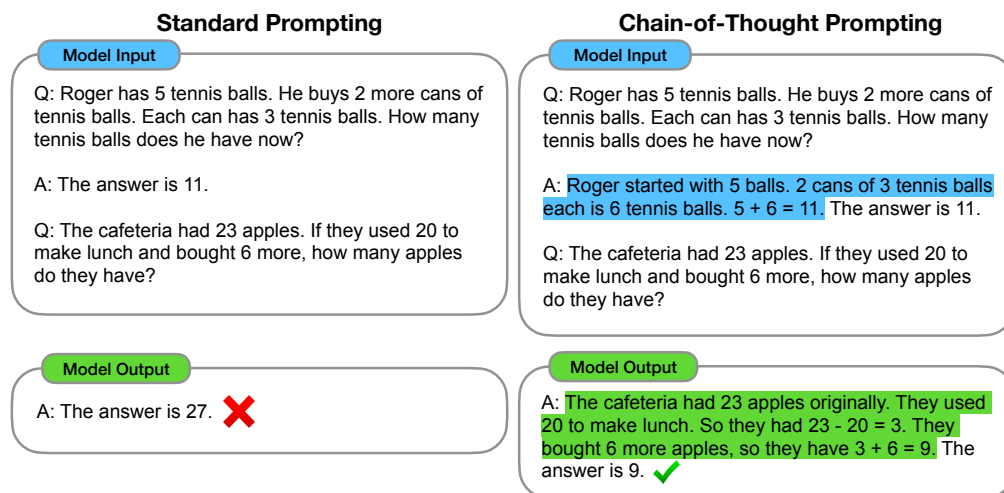 Standard Prompting
Model Input
Q: Roger has 5 tennis balls. He buys 2 more cans of
tennis balls. Each can has 3 tennis balls. How many
tennis balls does he have now?
A: The answer is 11.
Q: The cafeteria had 23 apples. If they used 20 to
make lunch and bought 6 more, how many apples
do they have?
Model Output
A: The answer is 27.
Chain-of-Thought Prompting
Model Input
Q: Roger has 5 tennis balls. He buys 2 more cans of
tennis balls. Each can has 3 tennis balls. How many
tennis balls does he have now?
A: Roger started with 5 balls. 2 cans of 3 tennis balls
each is 6 tennis balls. 5 + 6 = 11. The answer is 11.
Q: The cafeteria had 23 apples. If they used 20 to
make lunch and bought 6 more, how many apples
do they have?
Model Output
A: The cafeteria had 23 apples originally. They used
20 to make lunch. So they had 23 - 20 = 3. They
bought 6 more apples, so they have 3 + 6 = 9. The
answer is 9.